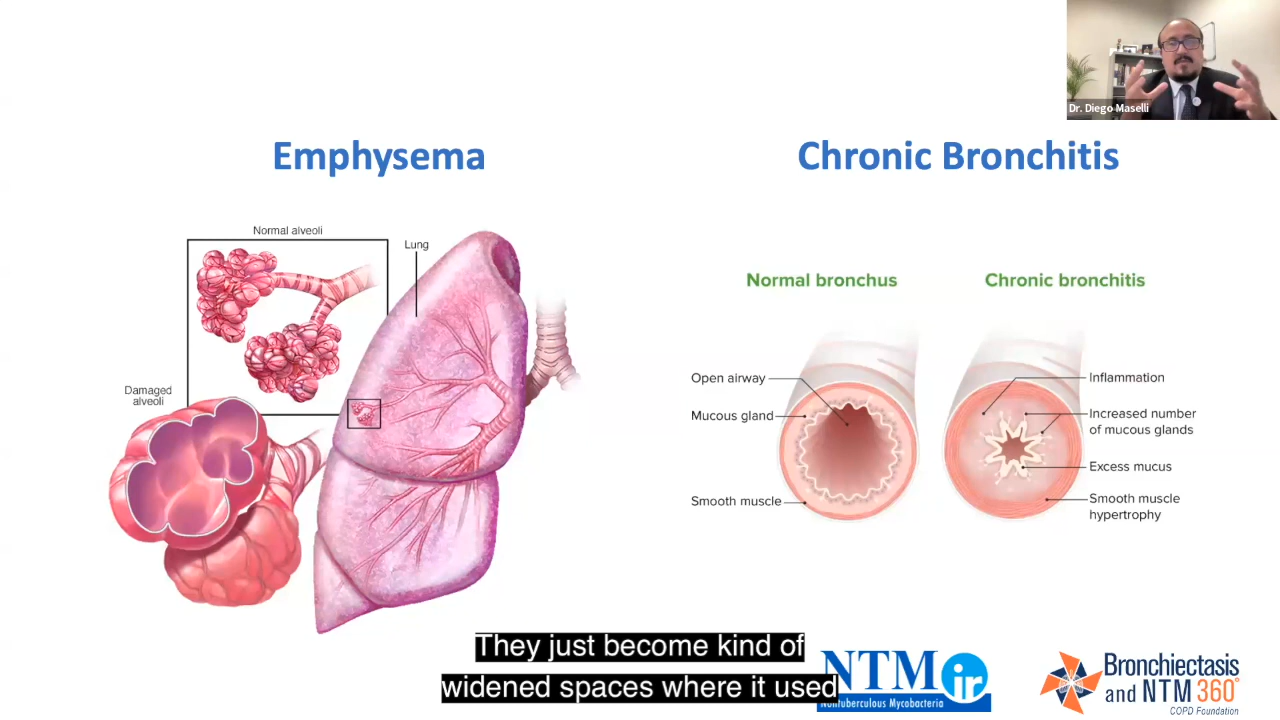 Dr. Diego Maselli
Emphysema
Chronic Bronchitis
Normal alveoli
Lung
Damaged
alveoli
Normal bronchus
Chronic bronchitis
Open airway
Mucous gland
Smooth muscle
Inflammation
Increased number
of mucous glands
Excess mucus
Smooth muscle
hypertrophy
They just become kind of
widened spaces where it used
NTM ir
Nontuberculous Mycobacteria
Bronchiectasis
and NTM 360°
COPD Foundation